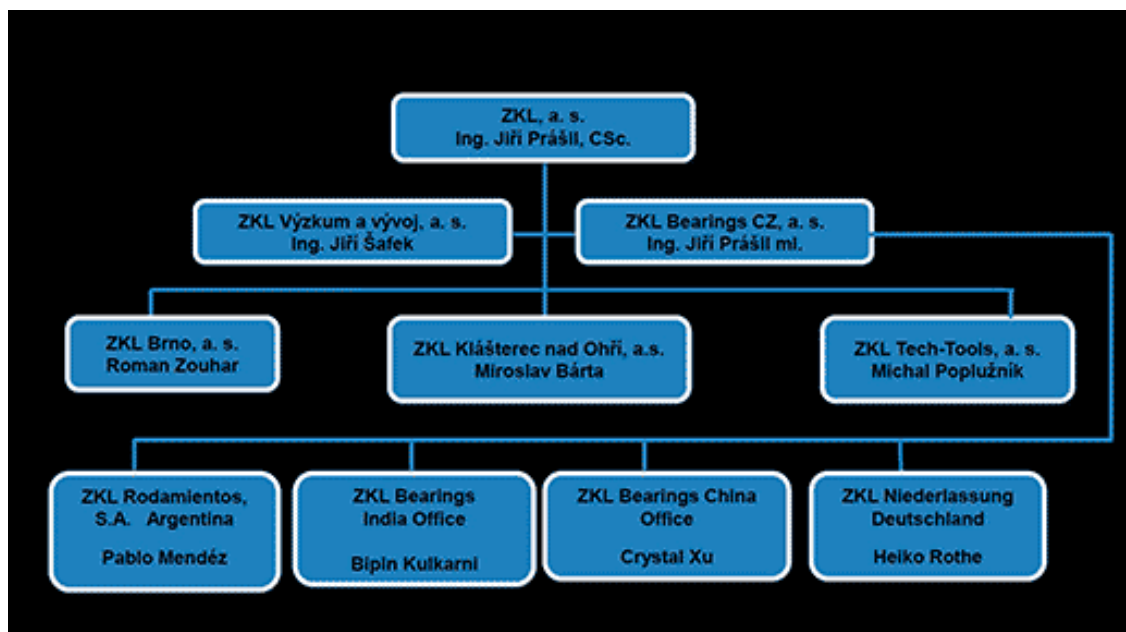 ZKL, a. s.
Ing. Jiří Prášil, CSc.
ZKL Výzkum a vývoj, a. s.
Ing. Jiří Šafek
ZKL Bearings CZ, a. s.
Ing. Jiří Prášil ml.
ZKL Brno, a. s.
Roman Zouhar
ZKL Klášterec nad Ohří, a.s.
Miroslav Bárta
ZKL Tech-Tools, a. s.
Michal Poplužník
ZKL Rodamientos,
S.A. Argentina
Pablo Mendéz
ZKL Bearings
India Office
Bipin Kulkarni
ZKL Bearings China
Office
Crystal Xu
ZKL Niederlassung
Deutschland
Heiko Rothe